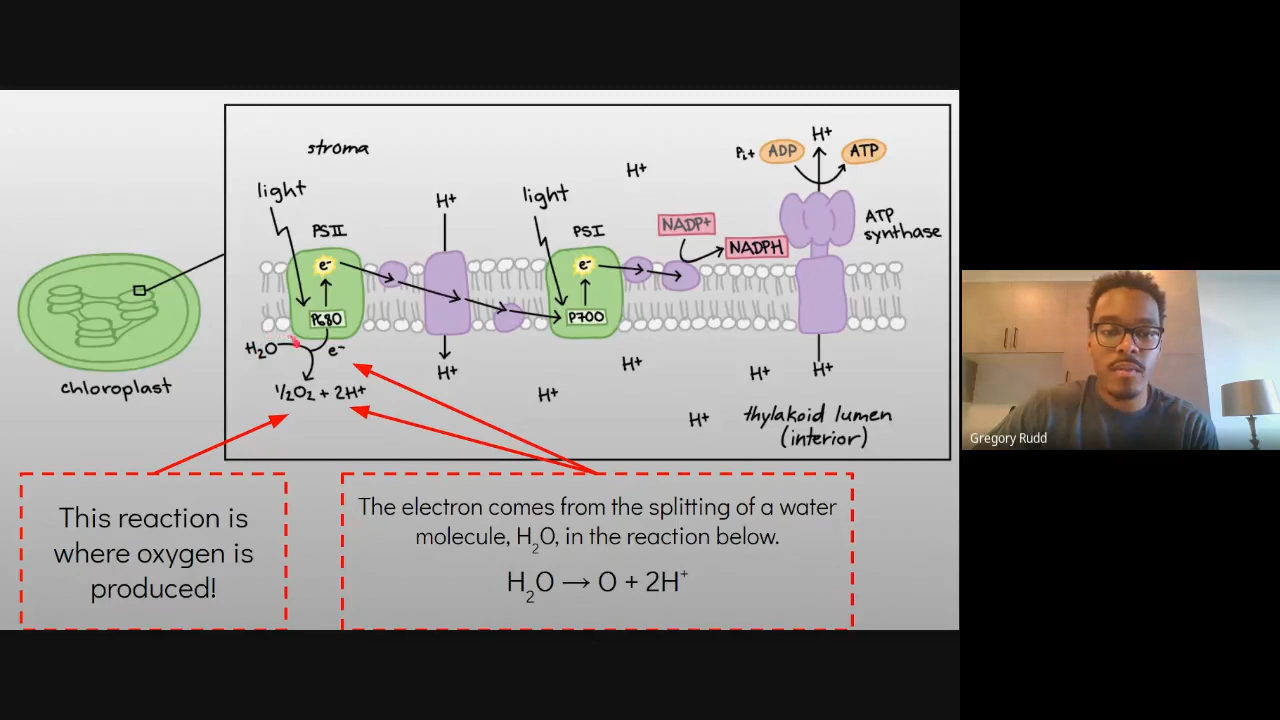 stroma
light
PSII
e-
P680
H₂O
e-
½O₂ + 2H+
chloroplast
H+
H+
light
PSI
e-
P700
H+
H+
H+
H+
NADP+
NADPH
Pi+
ADP
ATP
H+
ATP
synthase
H+
H+
thylakoid lumen
(interior)
This reaction is
where oxygen is
produced!
The electron comes from the splitting of a water
molecule, H₂O, in the reaction below.
H₂O → O + 2H⁺
Gregory Rudd